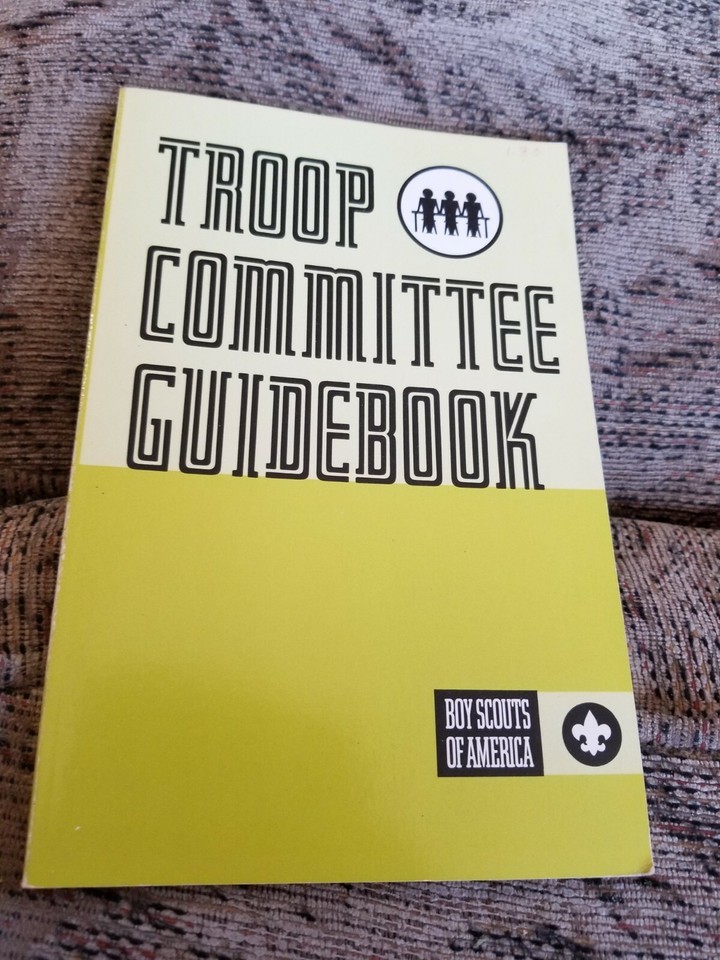 TROOP
COMMITTEE
GUIDEBOOK
BOY SCOUTS
OF AMERICA